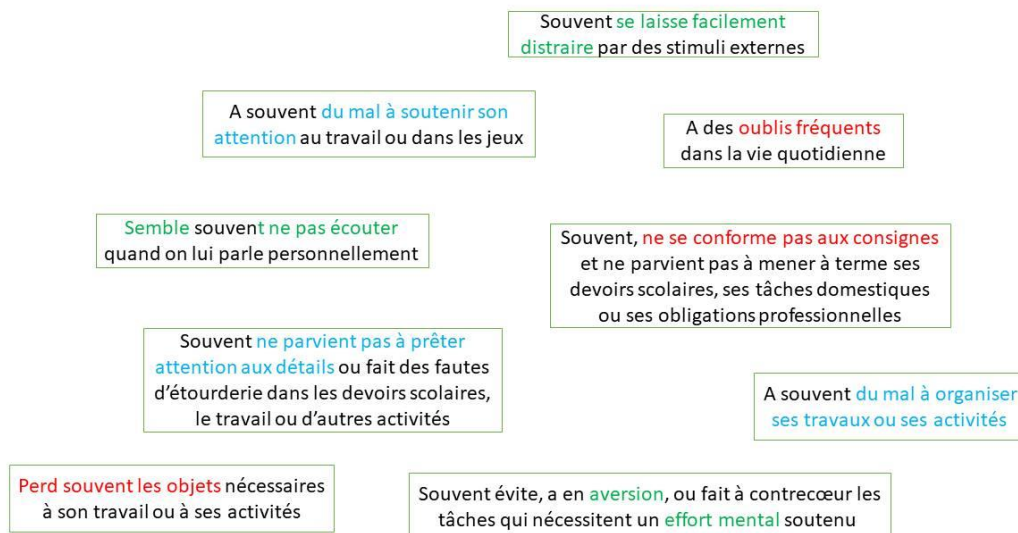 Souvent se laisse facilement
distraire par des stimuli externes
A souvent du mal à soutenir son
attention au travail ou dans les jeux
A des oublis fréquents
dans la vie quotidienne
Semble souvent ne pas écouter
quand on lui parle personnellement
Souvent, ne se conforme pas aux consignes
et ne parvient pas à mener à terme ses
devoirs scolaires, ses tâches domestiques
ou ses obligations professionnelles
Souvent ne parvient pas à prêter
attention aux détails ou fait des fautes
d'étourderie dans les devoirs scolaires,
le travail ou d'autres activités
A souvent du mal à organiser
ses travaux ou ses activités
Perd souvent les objets nécessaires
à son travail ou à ses activités
Souvent évite, a en aversion, ou fait à contrecœur les
tâches qui nécessitent un effort mental soutenu